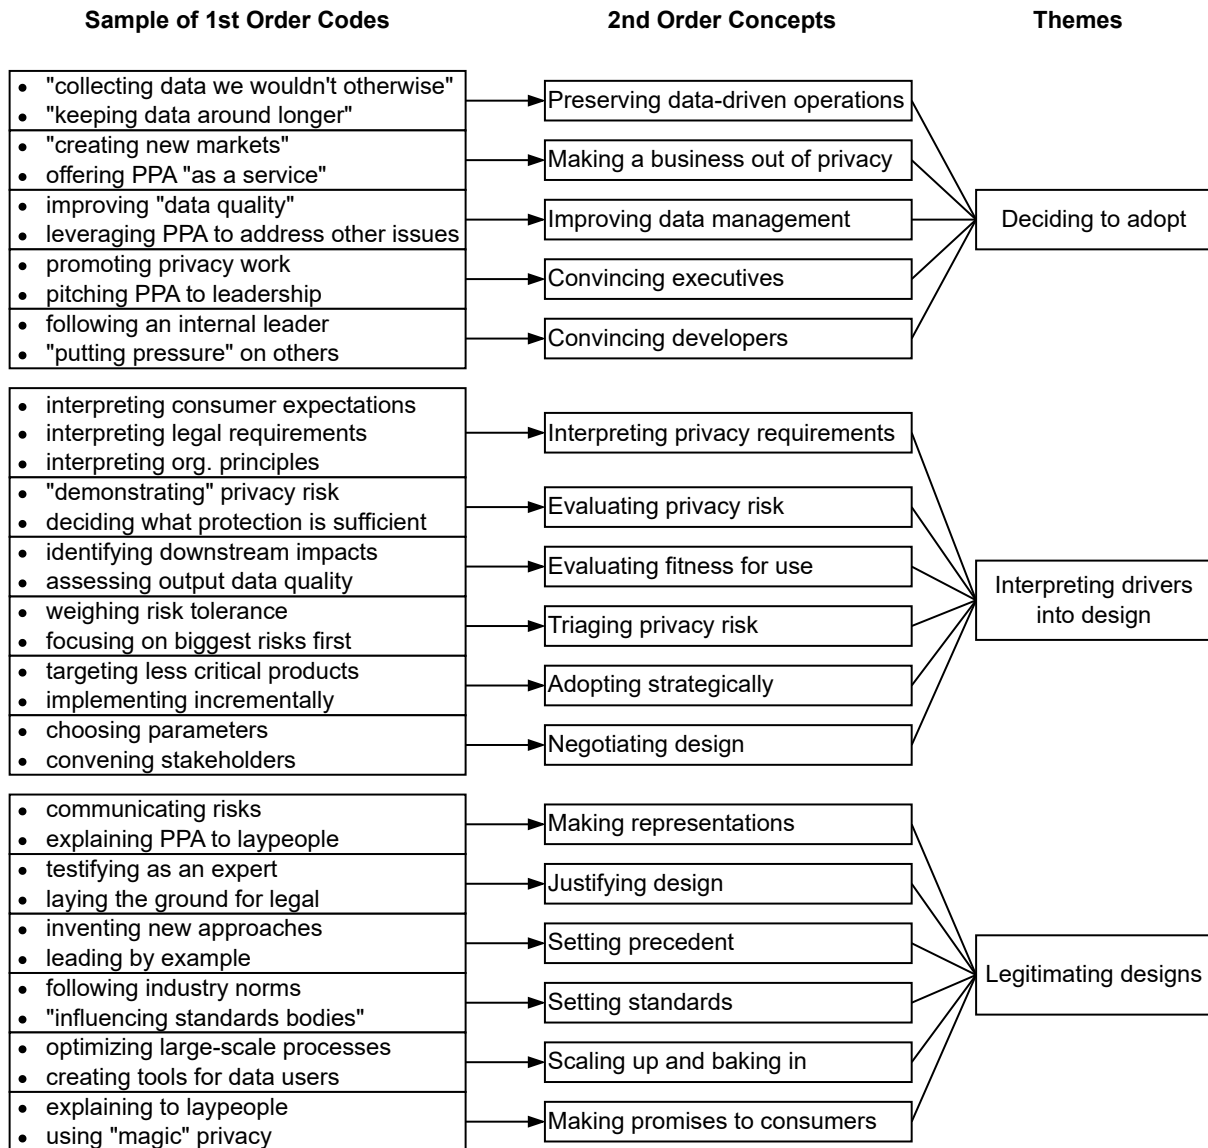 Sample of 1st Order Codes
2nd Order Concepts
Themes
• "collecting data we wouldn't otherwise"
• "keeping data around longer"
Preserving data-driven operations
• "creating new markets"
• offering PPA "as a service"
Making a business out of privacy
• improving "data quality"
• leveraging PPA to address other issues
Improving data management
• promoting privacy work
• pitching PPA to leadership
Convincing executives
• following an internal leader
• "putting pressure" on others
Convincing developers
Deciding to adopt
• interpreting consumer expectations
• interpreting legal requirements
• interpreting org. principles
Interpreting privacy requirements
• "demonstrating" privacy risk
• deciding what protection is sufficient
Evaluating privacy risk
• identifying downstream impacts
• assessing output data quality
Evaluating fitness for use
• weighing risk tolerance
• focusing on biggest risks first
Triaging privacy risk
• targeting less critical products
• implementing incrementally
Adopting strategically
• choosing parameters
• convening stakeholders
Negotiating design
Interpreting drivers
into design
• communicating risks
• explaining PPA to laypeople
Making representations
• testifying as an expert
• laying the ground for legal
Justifying design
• inventing new approaches
• leading by example
Setting precedent
• following industry norms
• "influencing standards bodies"
Setting standards
• optimizing large-scale processes
• creating tools for data users
Scaling up and baking in
• explaining to laypeople
• using "magic" privacy
Making promises to consumers
Legitimating designs